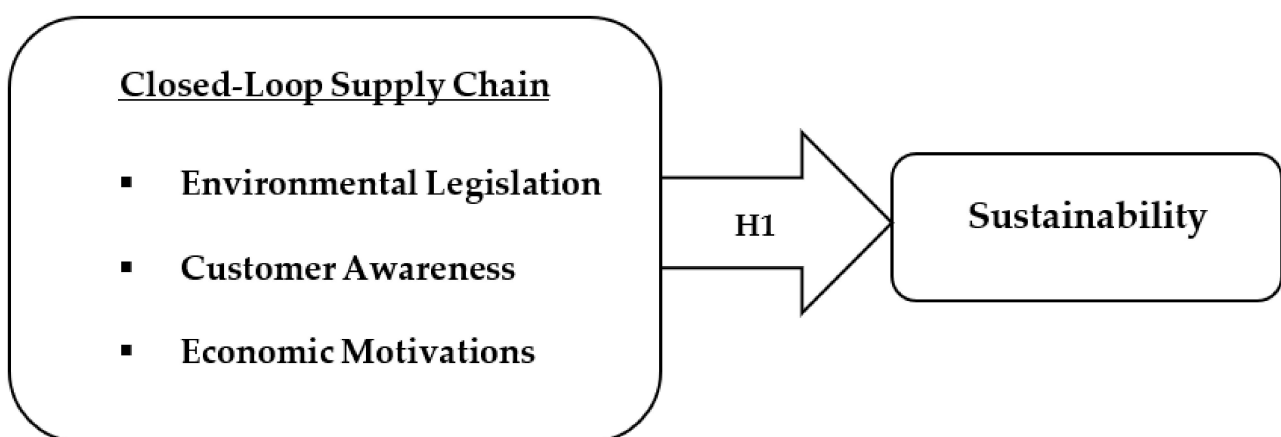 Closed-Loop Supply Chain
▪ Environmental Legislation
▪ Customer Awareness
▪ Economic Motivations
H1
Sustainability